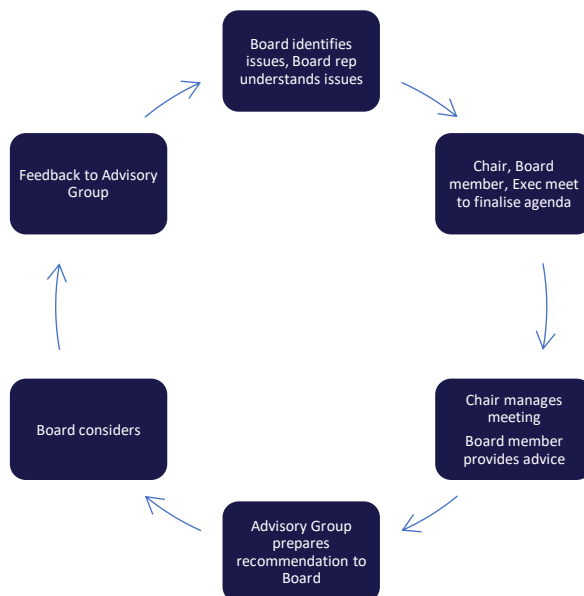 Board identifies
issues, Board rep
understands issues
Chair, Board
member, Exec meet
to finalise agenda
Chair manages
meeting
Board member
provides advice
Advisory Group
prepares
recommendation to
Board
Board considers
Feedback to Advisory
Group